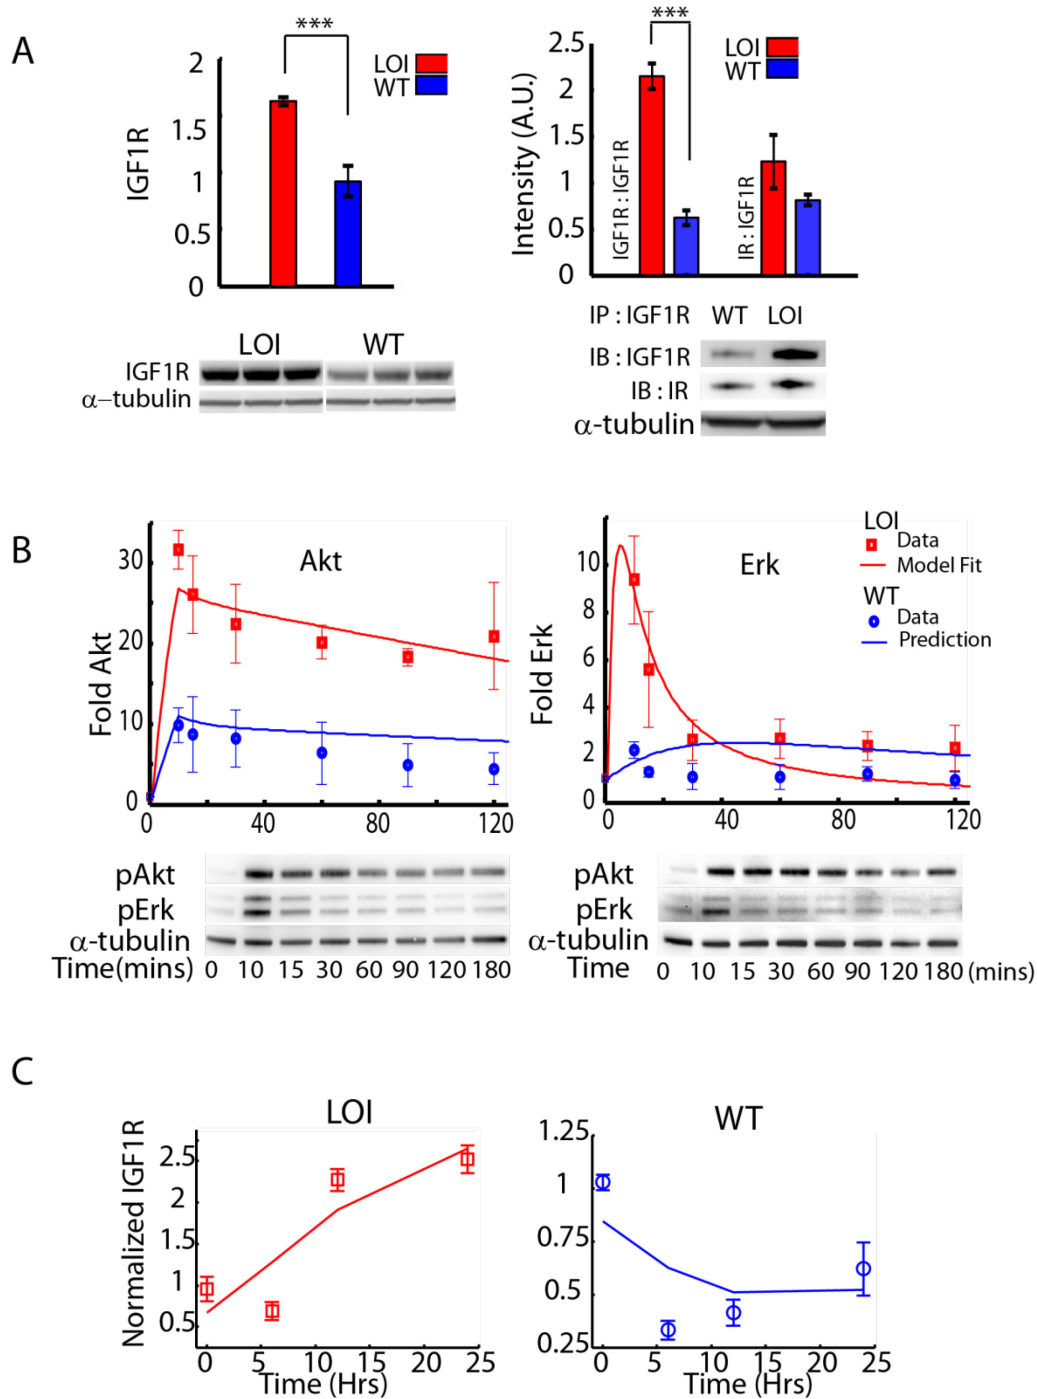 A
***
2
1.5
1
0.5
0
IGF1R
LOI
WT
LOI WT
IGF1R
α–tubulin
***
2.5
2
1.5
1
0.5
0
Intensity (A.U.)
LOI
WT
IGF1R : IGF1R
IR : IGF1R
IP : IGF1R WT LOI
IB : IGF1R
IB : IR
α-tubulin
B
Akt
30
20
10
0
Fold Akt
0 40 80 120
pAkt
pErk
α-tubulin
Time(mins) 0 10 15 30 60 90 120 180
Erk
10
8
6
4
2
0
Fold Erk
0 40 80 120
LOI
Data
Model Fit
WT
Data
Prediction
pAkt
pErk
α-tubulin
Time 0 10 15 30 60 90 120 180 (mins)
C
LOI
2.5
2
1.5
1
0.5
Normalized IGF1R
0 5 10 15 20 25
Time (Hrs)
WT
1.25
1
0.75
0.5
0.25
0 5 10 15 20 25
Time (Hrs)